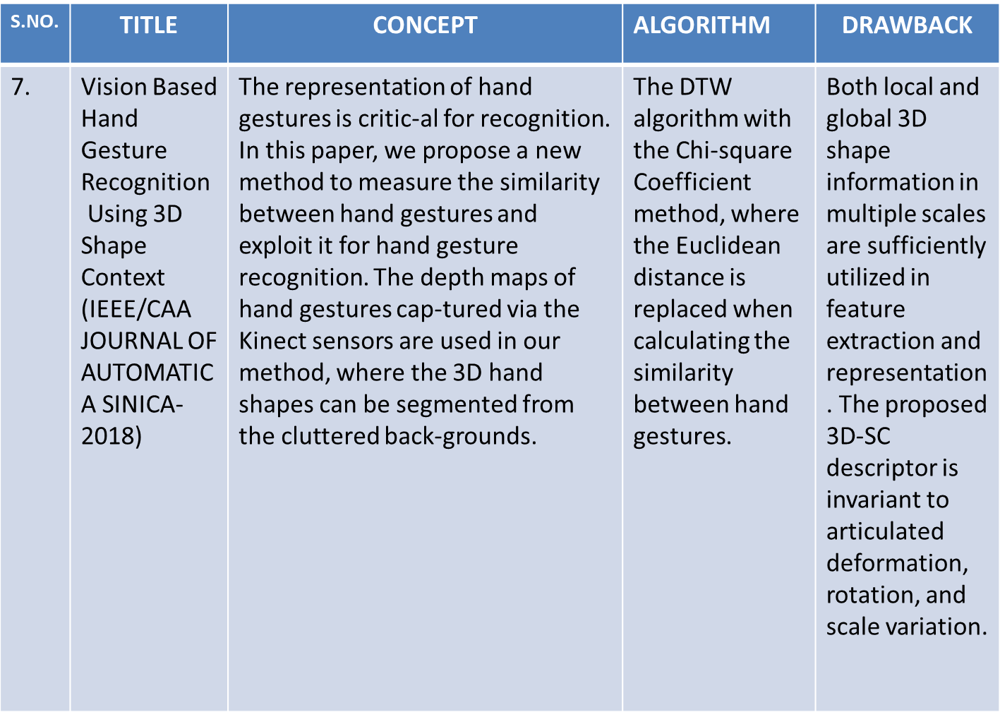 S.NO.
TITLE
CONCEPT
ALGORITHM
DRAWBACK
7.
Vision Based
Hand
Gesture
Recognition
Using 3D
Shape
Context
(IEEE/CAA
JOURNAL OF
AUTOMATIC
A SINICA-
2018)
The representation of hand
gestures is critic-al for recognition.
In this paper, we propose a new
method to measure the similarity
between hand gestures and
exploit it for hand gesture
recognition. The depth maps of
hand gestures cap-tured via the
Kinect sensors are used in our
method, where the 3D hand
shapes can be segmented from
the cluttered back-grounds.
The DTW
algorithm with
the Chi-square
Coefficient
method, where
the Euclidean
distance is
replaced when
calculating the
similarity
between hand
gestures.
Both local and
global 3D
shape
information in
multiple scales
are sufficiently
utilized in
feature
extraction and
representation
. The proposed
3D-SC
descriptor is
invariant to
articulated
deformation,
rotation, and
scale variation.